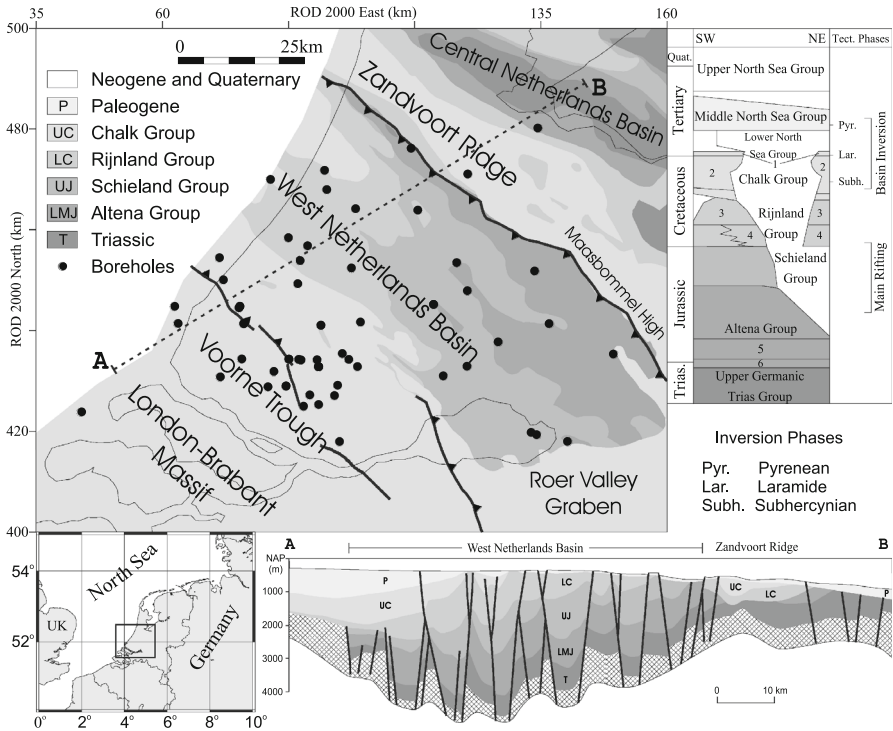 ROD 2000 East (km)
35
60
135
160
500
480
420
400
ROD 2000 North (km)
0
25km
Neogene and Quaternary
P Paleogene
UC Chalk Group
LC Rijnland Group
UJ Schieland Group
LMJ Altena Group
T Triassic
Boreholes
Central Netherlands Basin
Zandvoort Ridge
B
West Netherlands Basin
Maasbommel High
A
Voorne Trough
London-Brabant
Massif
Roer Valley
Graben
SW
NE
Tect. Phases
Quat.
Tertiary
Cretaceous
Jurassic
Trias.
Upper North Sea Group
Middle North Sea Group
Lower North
Sea Group
1
2
2
Chalk Group
3
Rijnland
3
4
Group
4
Schieland
Group
Altena Group
5
6
Upper Germanic
Trias Group
Pyr.
Lar.
Subh.
Basin Inversion
Main Rifting
Inversion Phases
Pyr. Pyrenean
Lar. Laramide
Subh. Subhercynian
North Sea
UK
Germany
54°
52°
0° 2° 4° 6° 8° 10°
A
West Netherlands Basin
Zandvoort Ridge
B
NAP
(m)
1000
2000
3000
4000
P
UC
LC
UJ
LMJ
T
UC
LC
P
0
10 km